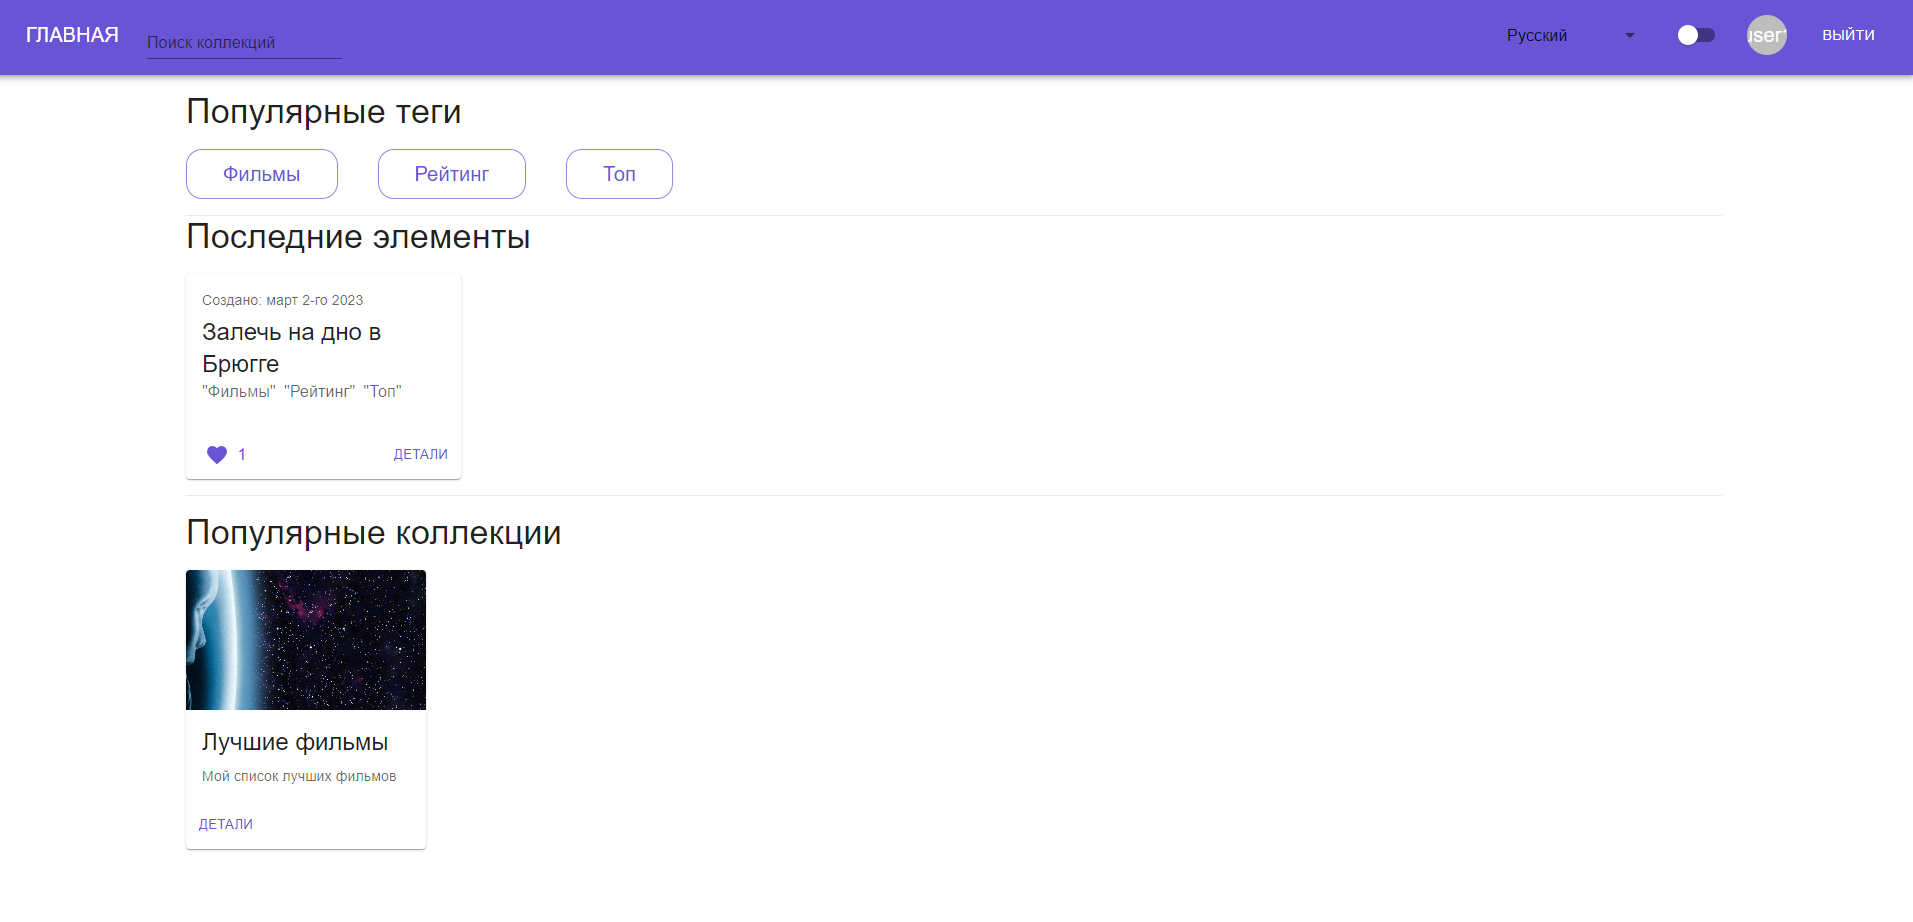 ГЛАВНАЯ
Поиск коллекций
Русский
user1
ВЫЙТИ
Популярные теги
Фильмы
Рейтинг
Топ
Последние элементы
Создано: март 2-го 2023
Залечь на дно в
Брюгге
"Фильмы" "Рейтинг" "Топ"
1
ДЕТАЛИ
Популярные коллекции
Лучшие фильмы
Мой список лучших фильмов
ДЕТАЛИ